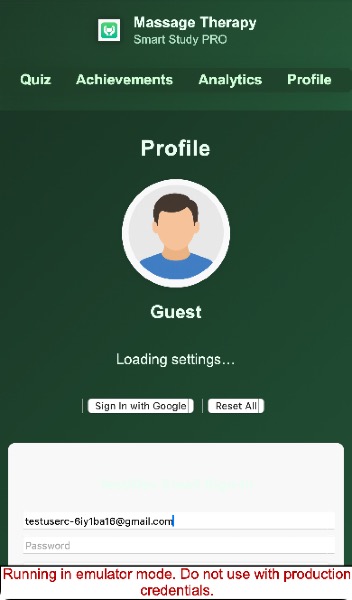 Massage Therapy
Smart Study PRO
Quiz Achievements Analytics Profile
Profile
Guest
Loading settings...
Sign In with Google Reset All
testuserc-6iy1ba16@gmail.com
Password
Running in emulator mode. Do not use with production
credentials.